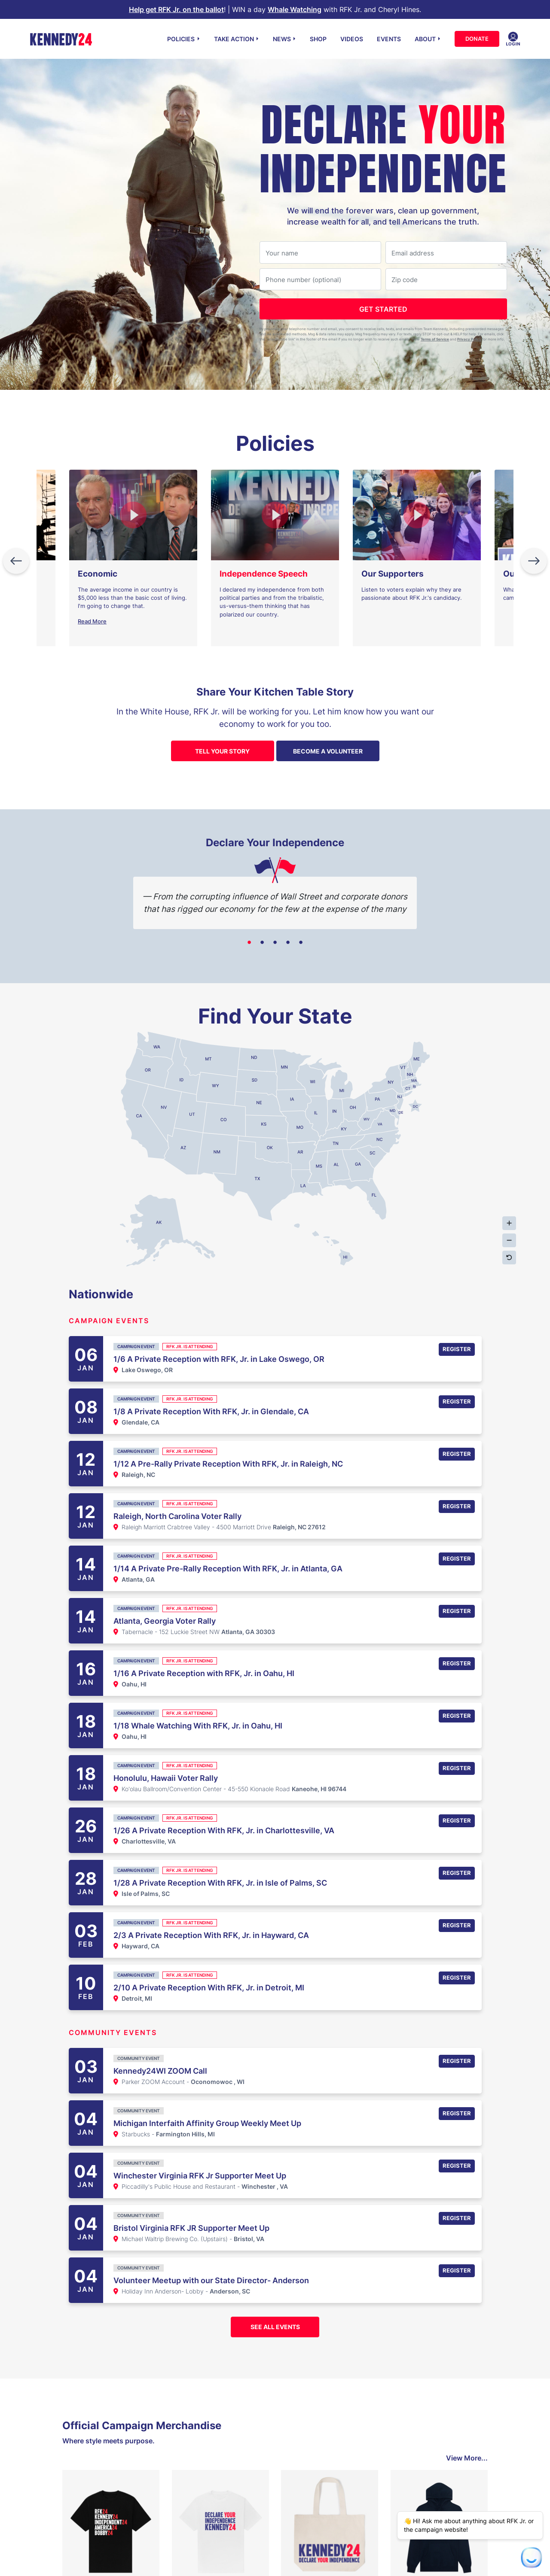 Help get RFK Jr. on the ballot! | WIN a day Whale Watching with RFK Jr. and Cheryl Hines.
KENNEDY24
POLICIES
TAKE ACTION
NEWS
SHOP
VIDEOS
EVENTS
ABOUT
DONATE
LOGIN
DECLARE YOUR
INDEPENDENCE
We will end the forever wars, clean up government,
increase wealth for all, and tell Americans the truth.
Your name
Email address
Phone number (optional)
Zip code
GET STARTED
Terms of Service
Policies
Economic
The average income in our country is
$5,000 less than the basic cost of living.
I'm going to change that.
Read More
Independence Speech
I declared my independence from both
political parties and from the tribalistic,
us-versus-them thinking that has
polarized our country.
Our Supporters
Listen to voters explain why they are
passionate about RFK Jr.'s candidacy.
Share Your Kitchen Table Story
In the White House, RFK Jr. will be working for you. Let him know how you want our
economy to work for you too.
TELL YOUR STORY
BECOME A VOLUNTEER
Declare Your Independence
— From the corrupting influence of Wall Street and corporate donors
that has rigged our economy for the few at the expense of the many
Find Your State
WA
MT
ND
MN
ME
OR
ID
WY
SD
WI
MI
NY
VT
NH
MA
CT
RI
NV
UT
CO
NE
IA
IL
IN
OH
PA
NJ
CA
KS
MO
KY
WV
VA
MD
DE
DC
AZ
NM
OK
AR
TN
NC
SC
MS
AL
GA
TX
LA
FL
AK
HI
Nationwide
CAMPAIGN EVENTS
06
JAN
CAMPAIGN EVENT
RFK JR. IS ATTENDING
1/6 A Private Reception with RFK, Jr. in Lake Oswego, OR
Lake Oswego, OR
REGISTER
08
JAN
CAMPAIGN EVENT
RFK JR. IS ATTENDING
1/8 A Private Reception With RFK, Jr. in Glendale, CA
Glendale, CA
REGISTER
12
JAN
CAMPAIGN EVENT
RFK JR. IS ATTENDING
1/12 A Pre-Rally Private Reception With RFK, Jr. in Raleigh, NC
Raleigh, NC
REGISTER
12
JAN
CAMPAIGN EVENT
RFK JR. IS ATTENDING
Raleigh, North Carolina Voter Rally
Raleigh Marriott Crabtree Valley - 4500 Marriott Drive Raleigh, NC 27612
REGISTER
14
JAN
CAMPAIGN EVENT
RFK JR. IS ATTENDING
1/14 A Private Pre-Rally Reception With RFK, Jr. in Atlanta, GA
Atlanta, GA
REGISTER
14
JAN
CAMPAIGN EVENT
RFK JR. IS ATTENDING
Atlanta, Georgia Voter Rally
Tabernacle - 152 Luckie Street NW Atlanta, GA 30303
REGISTER
16
JAN
CAMPAIGN EVENT
RFK JR. IS ATTENDING
1/16 A Private Reception with RFK, Jr. in Oahu, HI
Oahu, HI
REGISTER
18
JAN
CAMPAIGN EVENT
RFK JR. IS ATTENDING
1/18 Whale Watching With RFK, Jr. in Oahu, HI
Oahu, HI
REGISTER
18
JAN
CAMPAIGN EVENT
RFK JR. IS ATTENDING
Honolulu, Hawaii Voter Rally
Ko'olau Ballroom/Convention Center - 45-550 Kionaole Road Kaneohe, HI 96744
REGISTER
26
JAN
CAMPAIGN EVENT
RFK JR. IS ATTENDING
1/26 A Private Reception With RFK, Jr. in Charlottesville, VA
Charlottesville, VA
REGISTER
28
JAN
CAMPAIGN EVENT
RFK JR. IS ATTENDING
1/28 A Private Reception With RFK, Jr. in Isle of Palms, SC
Isle of Palms, SC
REGISTER
03
FEB
CAMPAIGN EVENT
RFK JR. IS ATTENDING
2/3 A Private Reception With RFK, Jr. in Hayward, CA
Hayward, CA
REGISTER
10
FEB
CAMPAIGN EVENT
RFK JR. IS ATTENDING
2/10 A Private Reception With RFK, Jr. in Detroit, MI
Detroit, MI
REGISTER
COMMUNITY EVENTS
03
JAN
COMMUNITY EVENT
Kennedy24WI ZOOM Call
Parker ZOOM Account - Oconomowoc , WI
REGISTER
04
JAN
COMMUNITY EVENT
Michigan Interfaith Affinity Group Weekly Meet Up
Starbucks - Farmington Hills, MI
REGISTER
04
JAN
COMMUNITY EVENT
Winchester Virginia RFK Jr Supporter Meet Up
Piccadilly's Public House and Restaurant - Winchester , VA
REGISTER
04
JAN
COMMUNITY EVENT
Bristol Virginia RFK JR Supporter Meet Up
Michael Waltrip Brewing Co. (Upstairs) - Bristol, VA
REGISTER
04
JAN
COMMUNITY EVENT
Volunteer Meetup with our State Director- Anderson
Holiday Inn Anderson- Lobby - Anderson, SC
REGISTER
SEE ALL EVENTS
Official Campaign Merchandise
Where style meets purpose.
View More...
RFK24
KENNEDY24
INDEPENDENT24
AMERICA24
BOBBY24
DECLARE YOUR
INDEPENDENCE
KENNEDY24
KENNEDY24
DECLARE YOUR INDEPENDENCE
👋 Hi! Ask me about anything about RFK Jr. or
the campaign website!